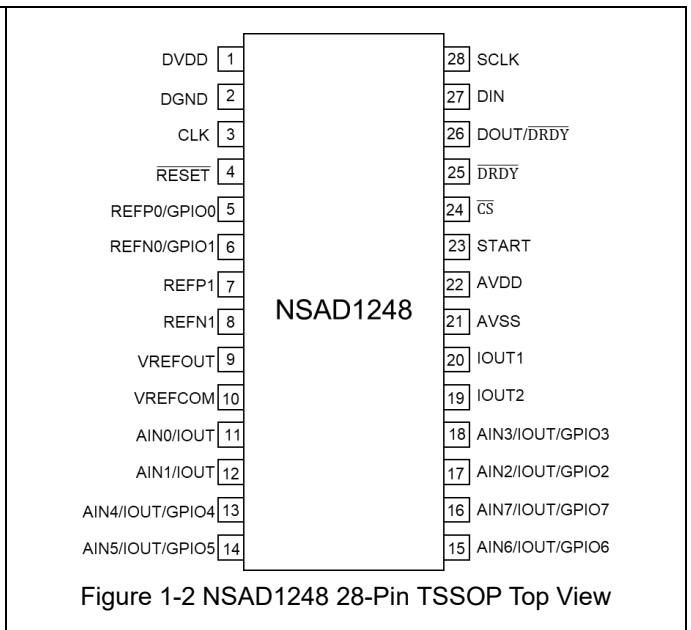 DVDD 1
DGND 2
CLK 3
R̅E̅S̅E̅T̅ 4
REFP0/GPIO0 5
REFN0/GPIO1 6
REFP1 7
REFN1 8
VREFOUT 9
VREFCOM 10
AIN0/IOUT 11
AIN1/IOUT 12
AIN4/IOUT/GPIO4 13
AIN5/IOUT/GPIO5 14
NSAD1248
28 SCLK
27 DIN
26 DOUT/D̅R̅D̅Y̅
25 D̅R̅D̅Y̅
24 C̅S̅
23 START
22 AVDD
21 AVSS
20 IOUT1
19 IOUT2
18 AIN3/IOUT/GPIO3
17 AIN2/IOUT/GPIO2
16 AIN7/IOUT/GPIO7
15 AIN6/IOUT/GPIO6
Figure 1-2 NSAD1248 28-Pin TSSOP Top View